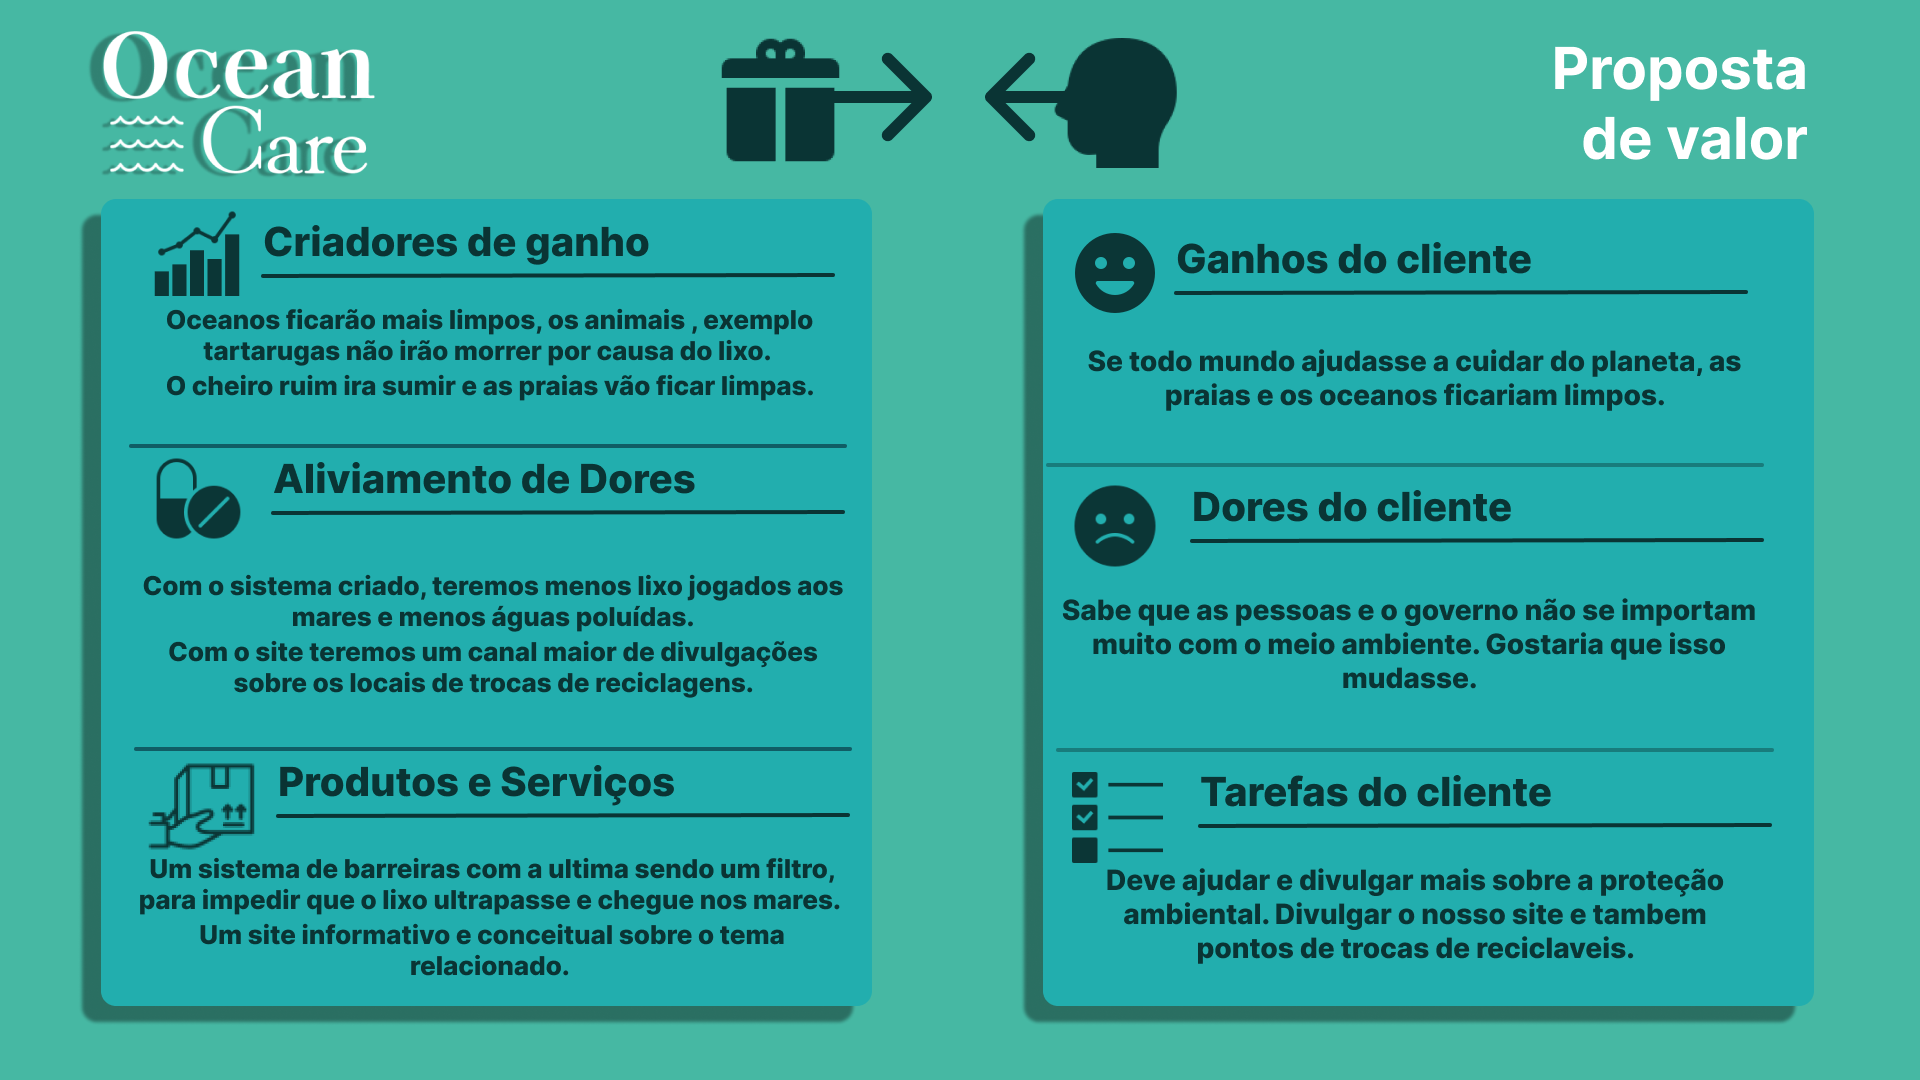 Ocean
Care
Proposta
de valor
Criadores de ganho
Oceanos ficarão mais limpos, os animais , exemplo
tartarugas não irão morrer por causa do lixo.
O cheiro ruim ira sumir e as praias vão ficar limpas.
Aliviamento de Dores
Com o sistema criado, teremos menos lixo jogados aos
mares e menos águas poluídas.
Com o site teremos um canal maior de divulgações
sobre os locais de trocas de reciclagens.
Produtos e Serviços
Um sistema de barreiras com a ultima sendo um filtro,
para impedir que o lixo ultrapasse e chegue nos mares.
Um site informativo e conceitual sobre o tema
relacionado.
Ganhos do cliente
Se todo mundo ajudasse a cuidar do planeta, as
praias e os oceanos ficariam limpos.
Dores do cliente
Sabe que as pessoas e o governo não se importam
muito com o meio ambiente. Gostaria que isso
mudasse.
Tarefas do cliente
Deve ajudar e divulgar mais sobre a proteção
ambiental. Divulgar o nosso site e tambem
pontos de trocas de reciclaveis.